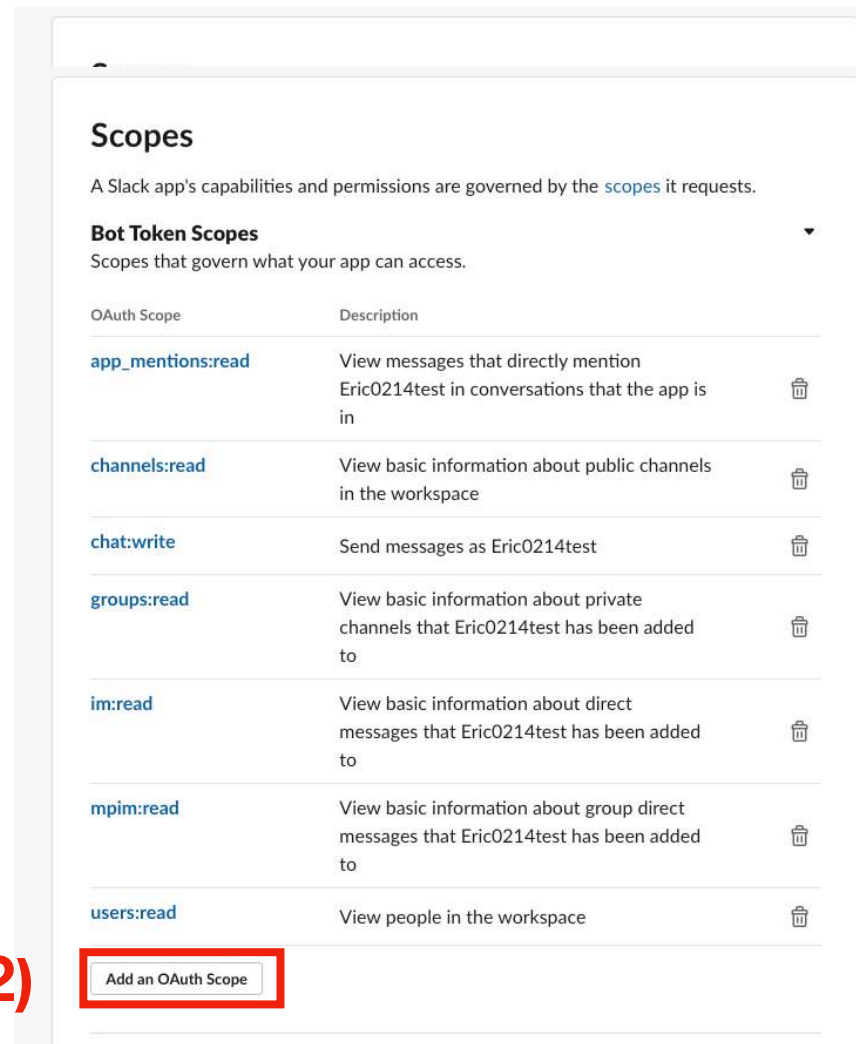 Scopes
A Slack app's capabilities and permissions are governed by the scopes it requests.
Bot Token Scopes
Scopes that govern what your app can access.
OAuth Scope Description
app_mentions:read View messages that directly mention
Eric0214test in conversations that the app is
in
channels:read View basic information about public channels
in the workspace
chat:write Send messages as Eric0214test
groups:read View basic information about private
channels that Eric0214test has been added
to
im:read View basic information about direct
messages that Eric0214test has been added
to
mpim:read View basic information about group direct
messages that Eric0214test has been added
to
users:read View people in the workspace
2) Add an OAuth Scope